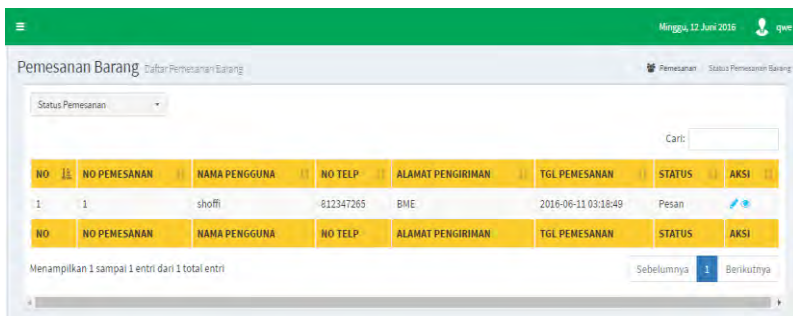 Minggu, 12 Juni 2016 qwe
Pemesanan Barang Daftar Pemesanan Barang Pemesanan Status Pemesanan Barang
Status Pemesanan
Cari:
NO NO PEMESANAN NAMA PENGGUNA NO TELP ALAMAT PENGIRIMAN TGL PEMESANAN STATUS AKSI
1 1 shoffi 812347265 BME 2016-06-11 03:18:49 Pesan
NO NO PEMESANAN NAMA PENGGUNA NO TELP ALAMAT PENGIRIMAN TGL PEMESANAN STATUS AKSI
Menampilkan 1 sampai 1 entri dari 1 total entri Sebelumnya 1 Berikutnya